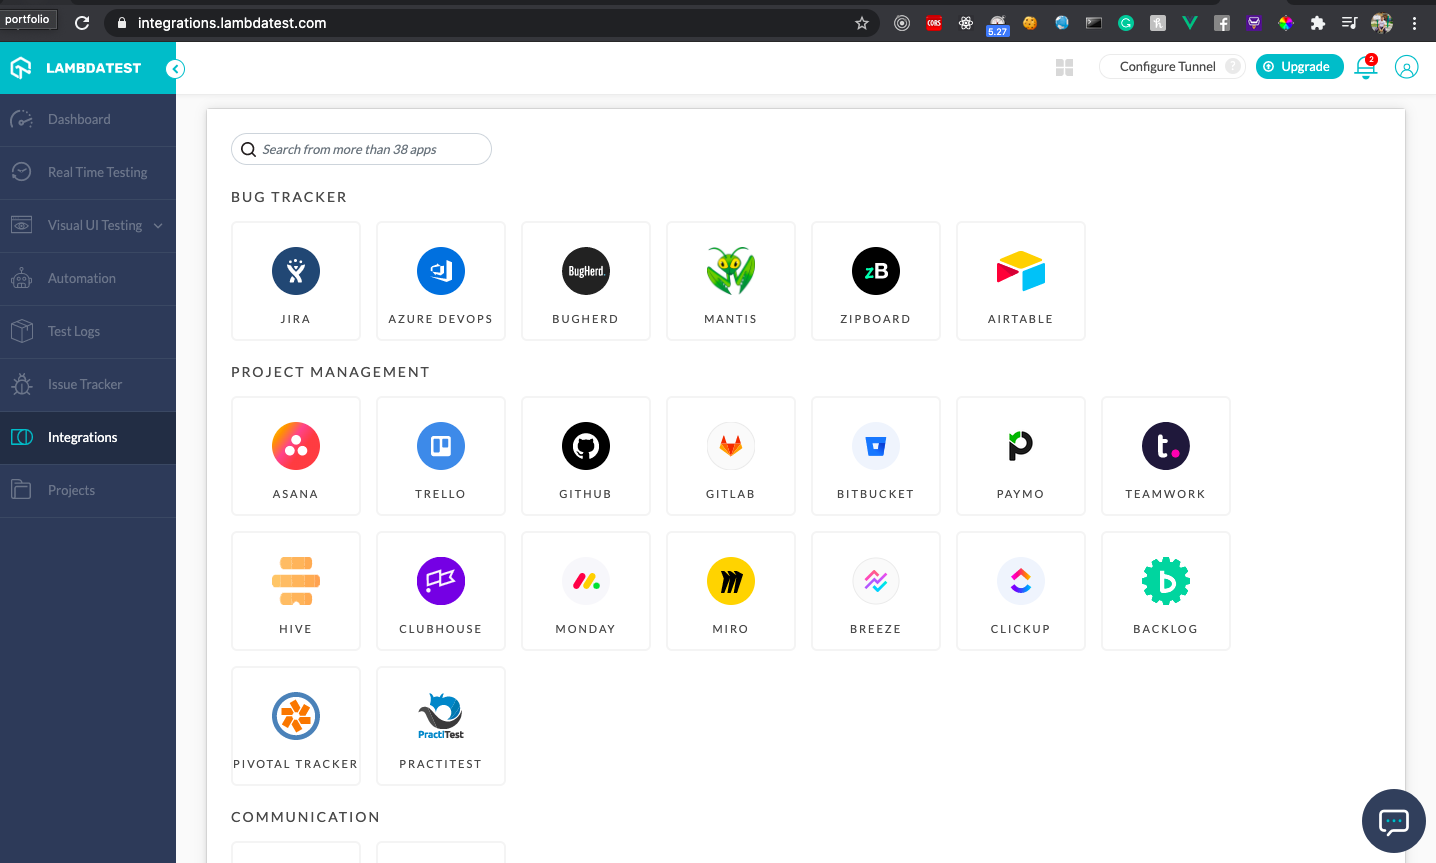 portfolio
integrations.lambdatest.com
CORS
5.27
LAMBDATEST
Configure Tunnel ?
Upgrade
2
Dashboard
Real Time Testing
Visual UI Testing
Automation
Test Logs
Issue Tracker
Integrations
Projects
Search from more than 38 apps
BUG TRACKER
BugHerd.
zB
JIRA
AZURE DEVOPS
BUGHERD
MANTIS
ZIPBOARD
AIRTABLE
PROJECT MANAGEMENT
t.
ASANA
TRELLO
GITHUB
GITLAB
BITBUCKET
PAYMO
TEAMWORK
HIVE
CLUBHOUSE
MONDAY
MIRO
BREEZE
CLICKUP
BACKLOG
PractiTest
PIVOTAL TRACKER
PRACTITEST
COMMUNICATION